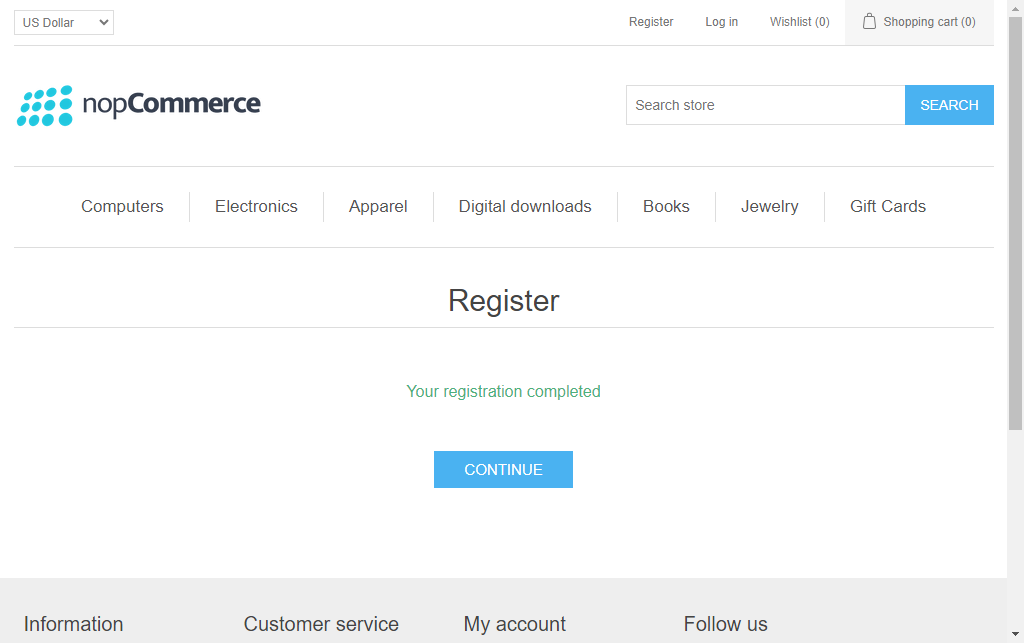 US Dollar
Register
Log in
Wishlist (0)
Shopping cart (0)
nopCommerce
Search store
SEARCH
Computers
Electronics
Apparel
Digital downloads
Books
Jewelry
Gift Cards
Register
Your registration completed
CONTINUE
Information
Customer service
My account
Follow us